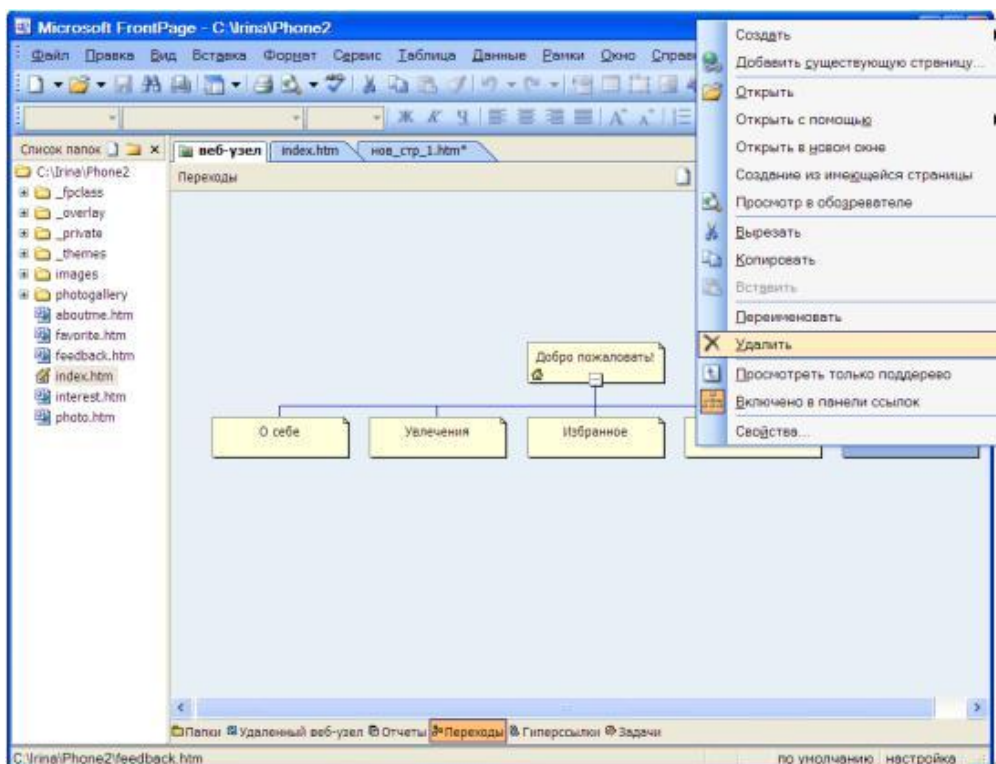 Microsoft FrontPage - C:\Irina\Phone2
Файл Правка Вид Вставка Формат Сервис Таблица Данные Рамки Окно Справ
Ж К Ч
Список папок
веб-узел index.htm нов_стр_1.htm*
C:\Irina\Phone2
Переходы
_fpclass
_overlay
_private
_themes
images
photogallery
aboutme.htm
favorite.htm
feedback.htm
index.htm
interest.htm
photo.htm
Добро пожаловать!
О себе Увлечения Избранное
Создать
Добавить существующую страницу...
Открыть
Открыть с помощью
Открыть в новом окне
Создание из имеющейся страницы
Просмотр в обозревателе
Вырезать
Копировать
Вставить
Переименовать
Удалить
Просмотреть только поддерево
Включено в панели ссылок
Свойства...
Папки Удаленный веб-узел Отчеты Переходы Гиперссылки Задачи
C:\Irina\Phone2\feedback.htm по умолчанию настройка